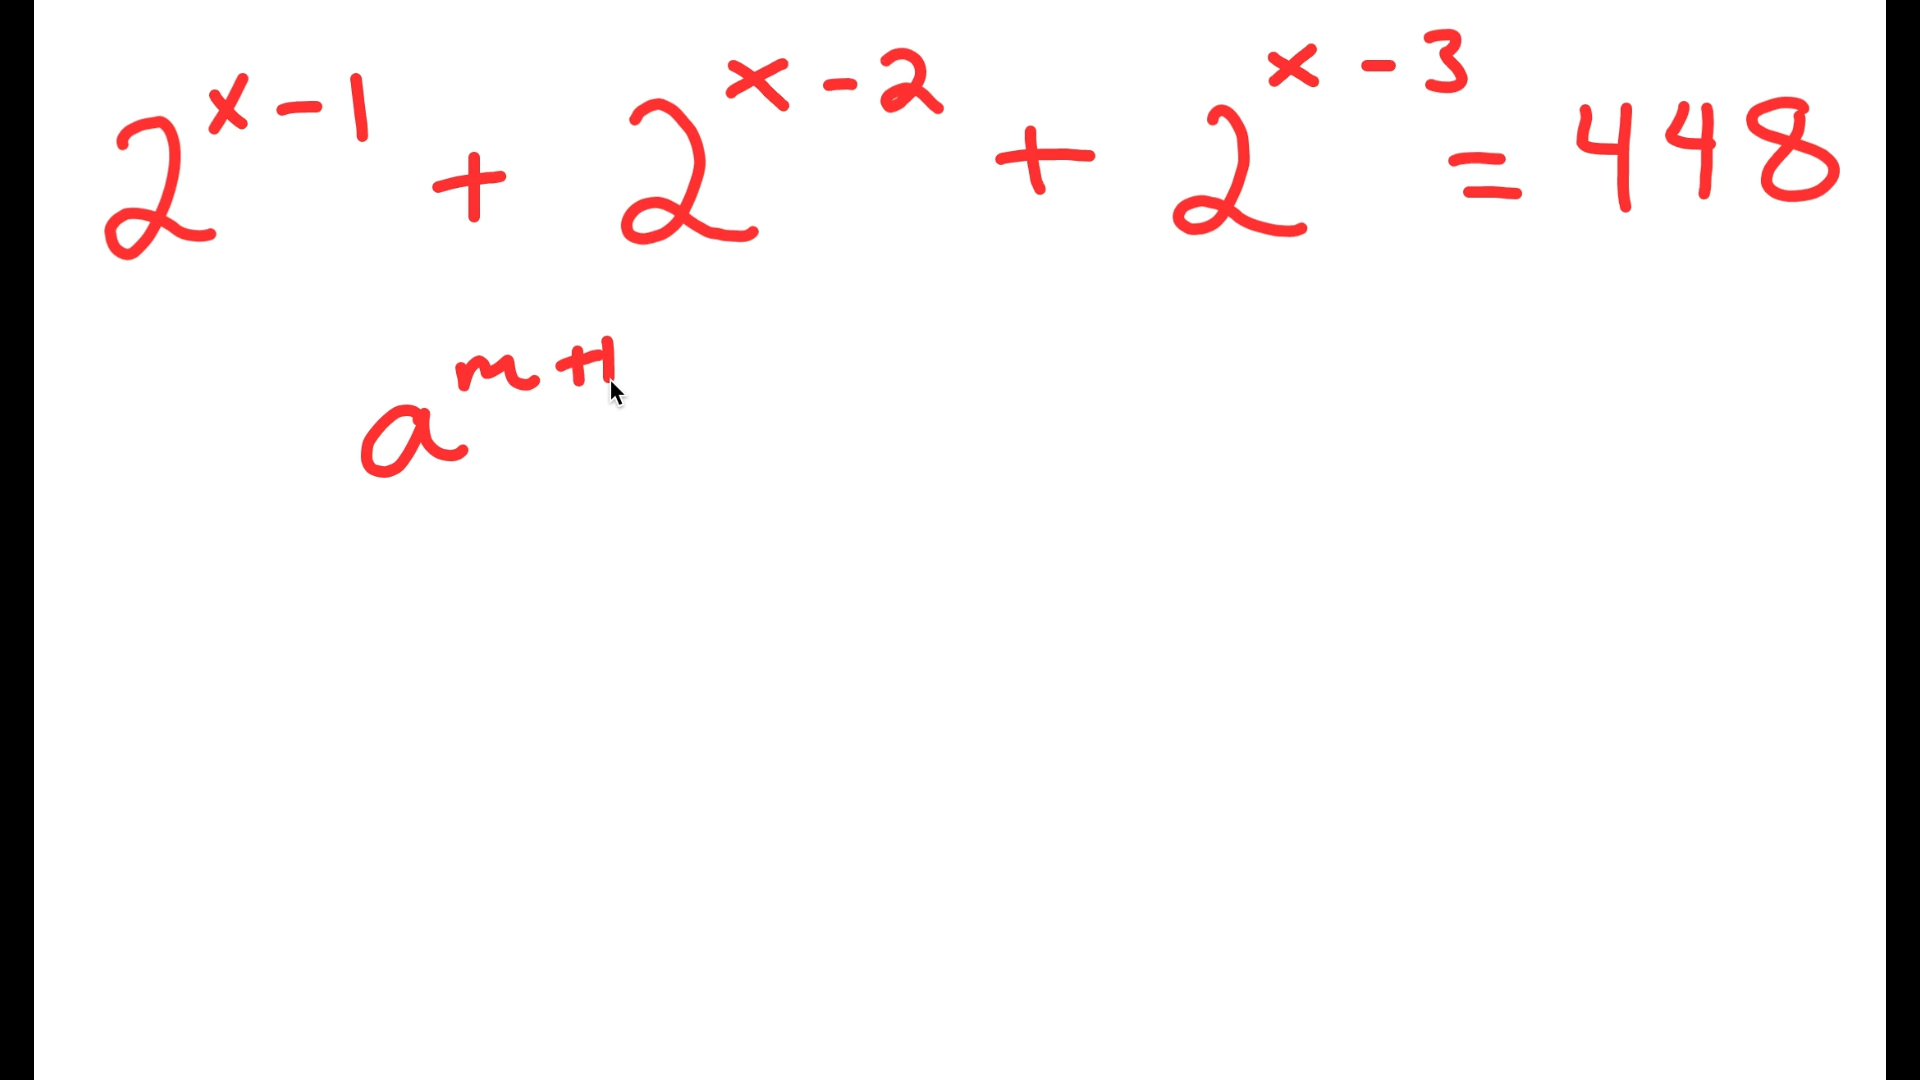 2^{x-1} + 2^{x-2} + 2^{x-3} = 448
a^{m+1}